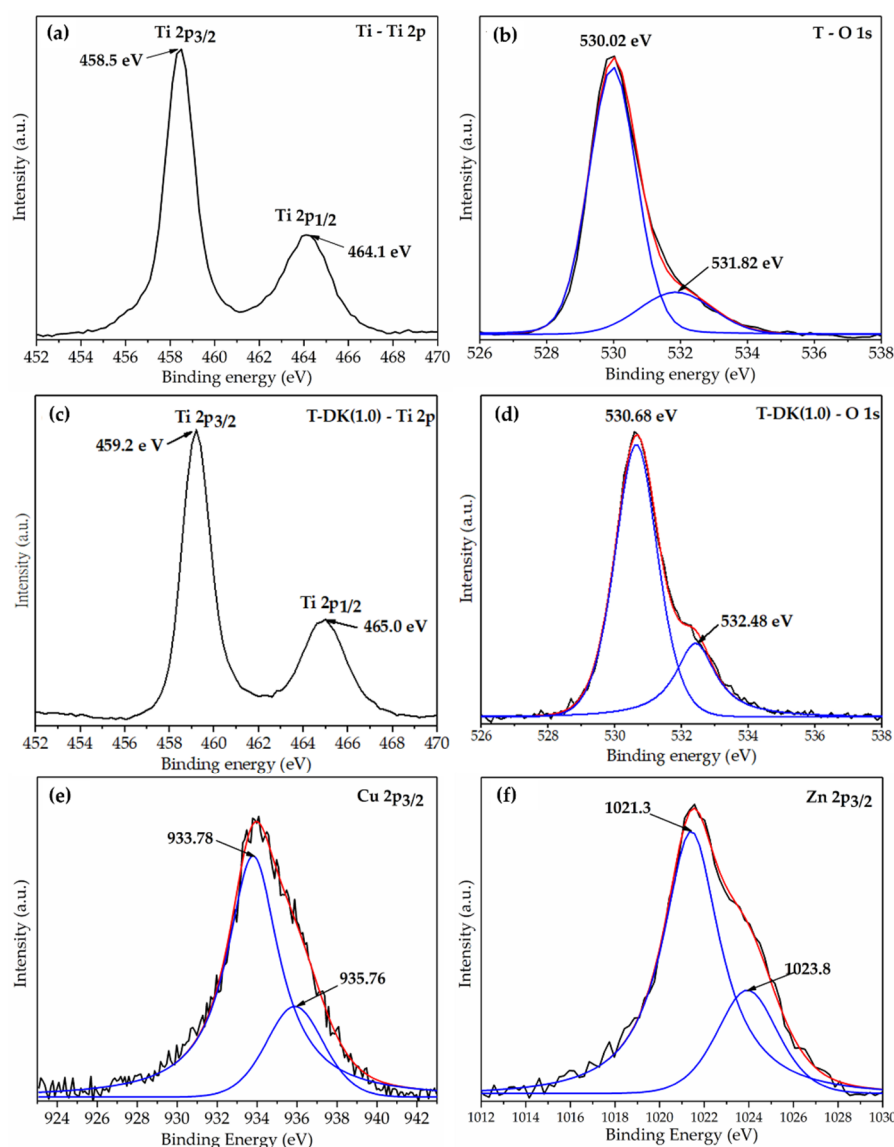 (a)
Ti 2p3/2
Ti - Ti 2p
458.5 eV
Ti 2p1/2
464.1 eV
Intensity (a.u.)
452 454 456 458 460 462 464 466 468 470
Binding energy (eV)
(b)
530.02 eV
T - O 1s
531.82 eV
Intensity (a.u.)
526 528 530 532 534 536 538
Binding energy (eV)
(c)
Ti 2p3/2
T-DK(1.0) - Ti 2p
459.2 e V
Ti 2p1/2
465.0 eV
Intensity (a.u.)
452 454 456 458 460 462 464 466 468 470
Binding energy (eV)
(d)
530.68 eV
T-DK(1.0) - O 1s
532.48 eV
Intensity (a.u.)
526 528 530 532 534 536 538
Binding energy (eV)
(e)
Cu 2p3/2
933.78
935.76
Intensity (a.u.)
924 926 928 930 932 934 936 938 940 942
Binding Energy (eV)
(f)
Zn 2p3/2
1021.3
1023.8
Intensity (a.u.)
1012 1014 1016 1018 1020 1022 1024 1026 1028 1030
Binding Energy (eV)